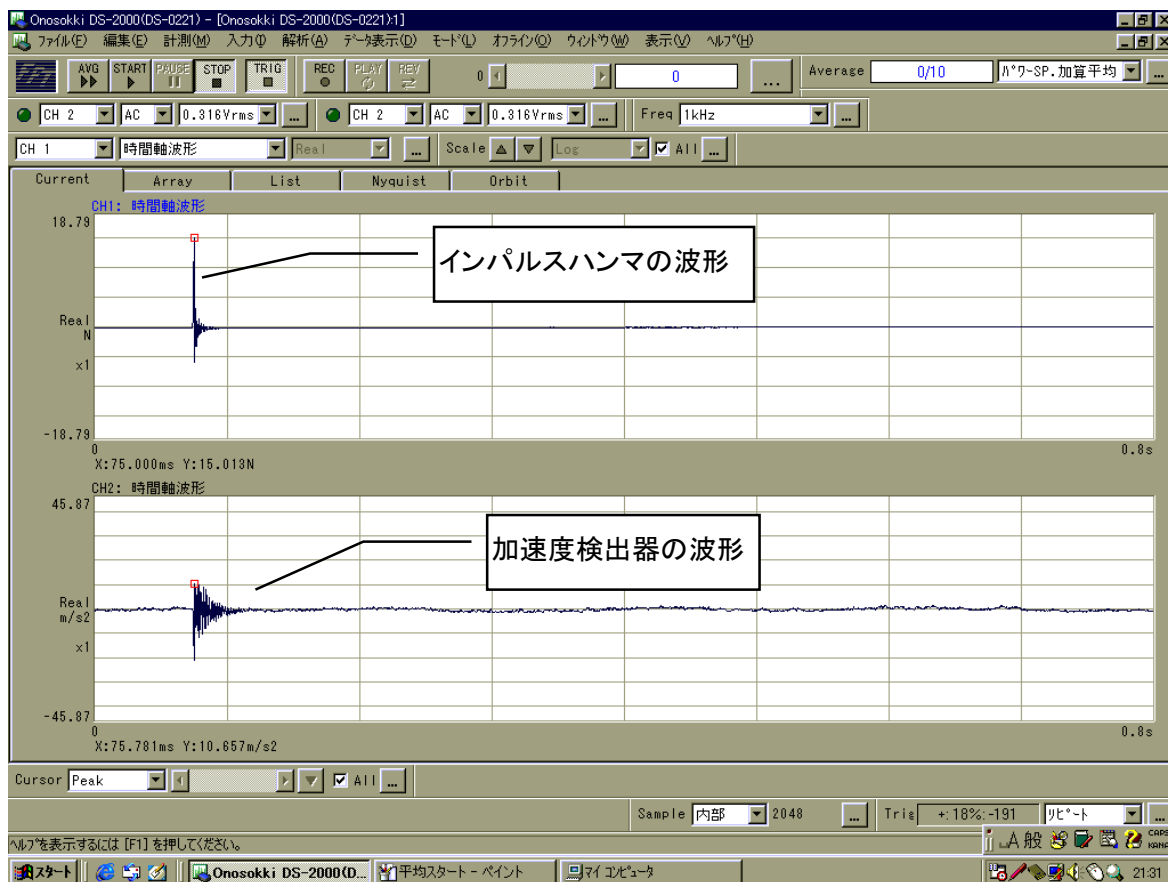 Onosokki DS-2000(DS-0221) - [Onosokki DS-2000(DS-0221):1]
ファイル(F) 編集(E) 計測(M) 入力(I) 解析(A) データ表示(D) モード(L) オフライン(O) ウィンドウ(W) 表示(V) ヘルプ(H)
AVG START PAUSE STOP TRIG REC PLAY REV 0 0 ... Average 0/10 パワーSP.加算平均 ...
CH 2 AC 0.316Vrms ... CH 2 AC 0.316Vrms ... Freq 1kHz ...
CH 1 時間軸波形 Real ... Scale Log All ...
Current Array List Nyquist Orbit
CH1: 時間軸波形
18.79
インパルスハンマの波形
Real
N
x1
-18.79
0 0.8s
X:75.000ms Y:15.013N
CH2: 時間軸波形
45.87
加速度検出器の波形
Real
m/s2
x1
-45.87
0 0.8s
X:75.781ms Y:10.657m/s2
Cursor Peak All ...
Sample 内部 2048 ... Trig +:18%:-191 リピート ...
ヘルプを表示するには [F1] を押してください。
A 般 CAPS
KANA
スタート Onosokki DS-2000(D... 平均スタート - ペイント マイ コンピュータ 21:31